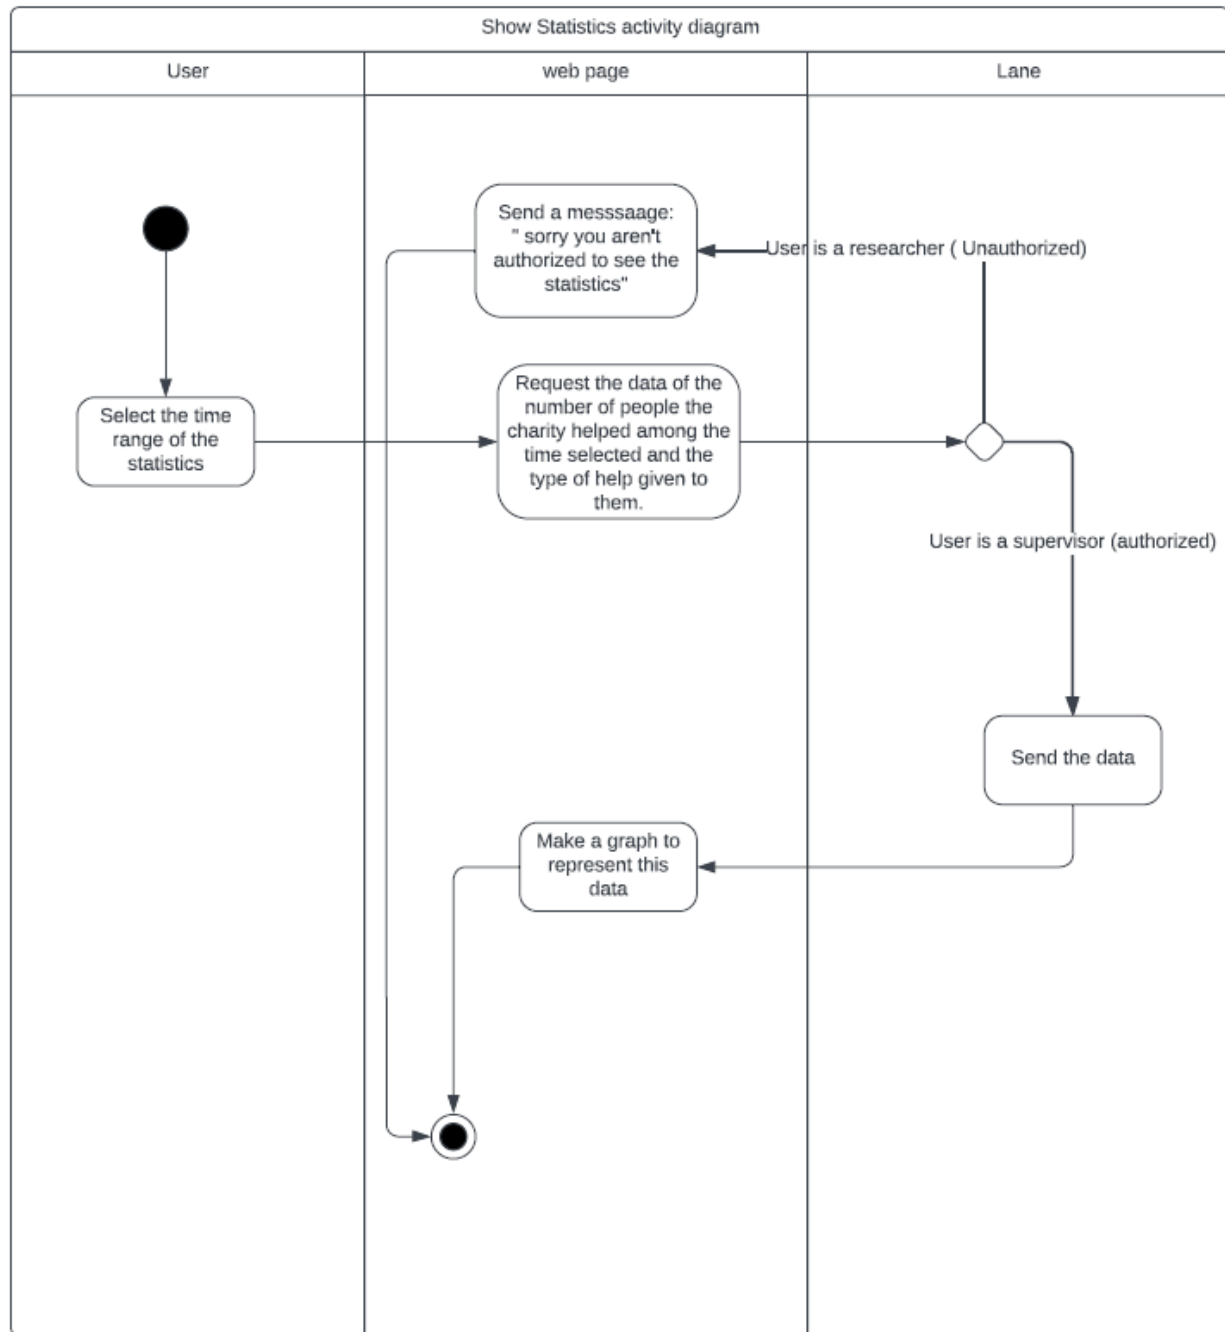 Show Statistics activity diagram
User
web page
Lane
Send a messsaage:
" sorry you aren't
authorized to see the
statistics"
User is a researcher ( Unauthorized)
Select the time
range of the
statistics
Request the data of the
number of people the
charity helped among the
time selected and the
type of help given to
them.
User is a supervisor (authorized)
Send the data
Make a graph to
represent this
data